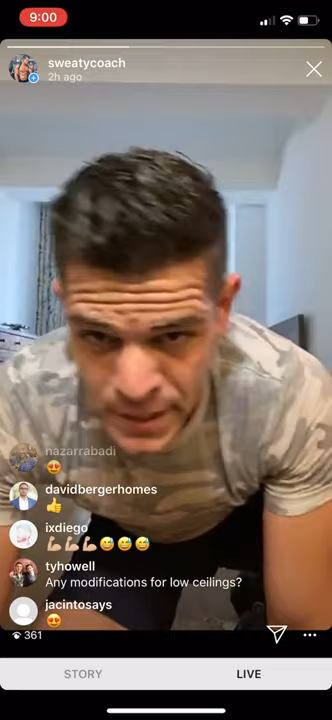 9:00
sweatycoach
2h ago
nazarrabadi
😍
davidbergerhomes
👍
ixdiego
💪🏼💪🏼💪🏼😅😅😅
tyhowell
Any modifications for low ceilings?
jacintosays
😍
361
STORY
LIVE